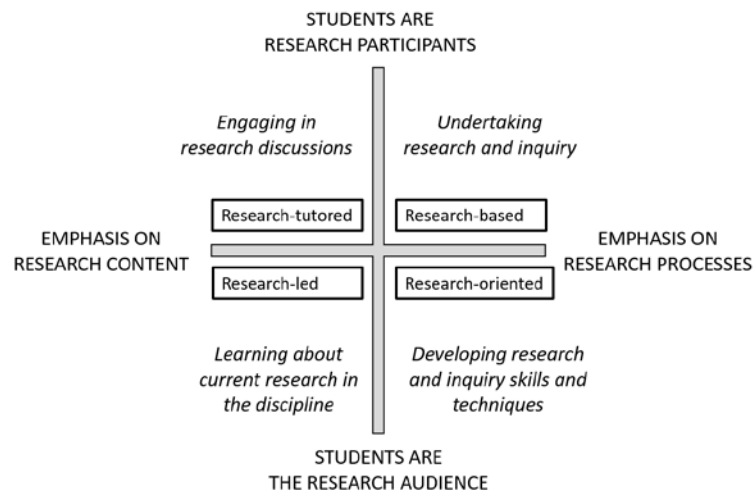 STUDENTS ARE
RESEARCH PARTICIPANTS
Engaging in
research discussions
Undertaking
research and inquiry
Research-tutored
Research-based
EMPHASIS ON
RESEARCH CONTENT
EMPHASIS ON
RESEARCH PROCESSES
Research-led
Research-oriented
Learning about
current research in
the discipline
Developing research
and inquiry skills and
techniques
STUDENTS ARE
THE RESEARCH AUDIENCE